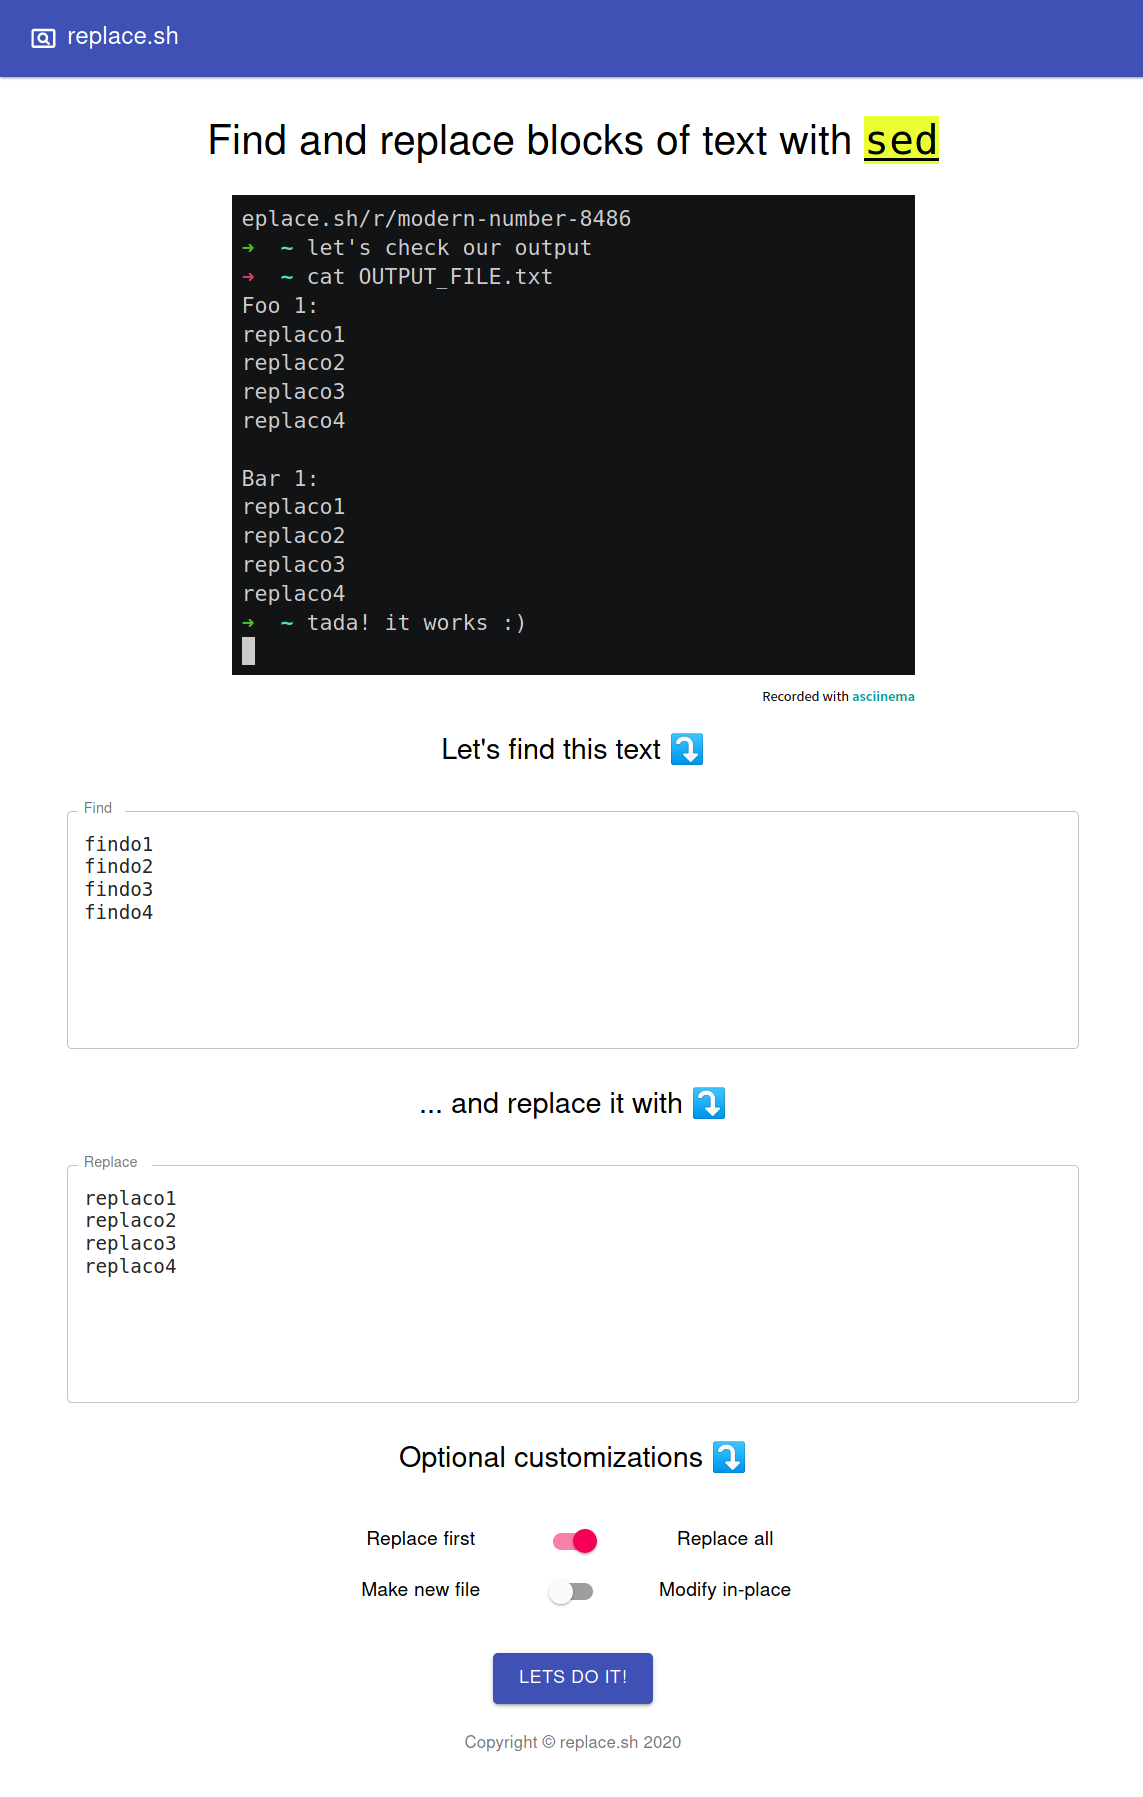 replace.sh
Find and replace blocks of text with sed
eplace.sh/r/modern-number-8486
➜ ~ let's check our output
➜ ~ cat OUTPUT_FILE.txt
Foo 1:
replaco1
replaco2
replaco3
replaco4
Bar 1:
replaco1
replaco2
replaco3
replaco4
➜ ~ tada! it works :)
Recorded with asciinema
Let's find this text ⤵️
Find
findo1
findo2
findo3
findo4
... and replace it with ⤵️
Replace
replaco1
replaco2
replaco3
replaco4
Optional customizations ⤵️
Replace first Replace all
Make new file Modify in-place
LETS DO IT!
Copyright © replace.sh 2020